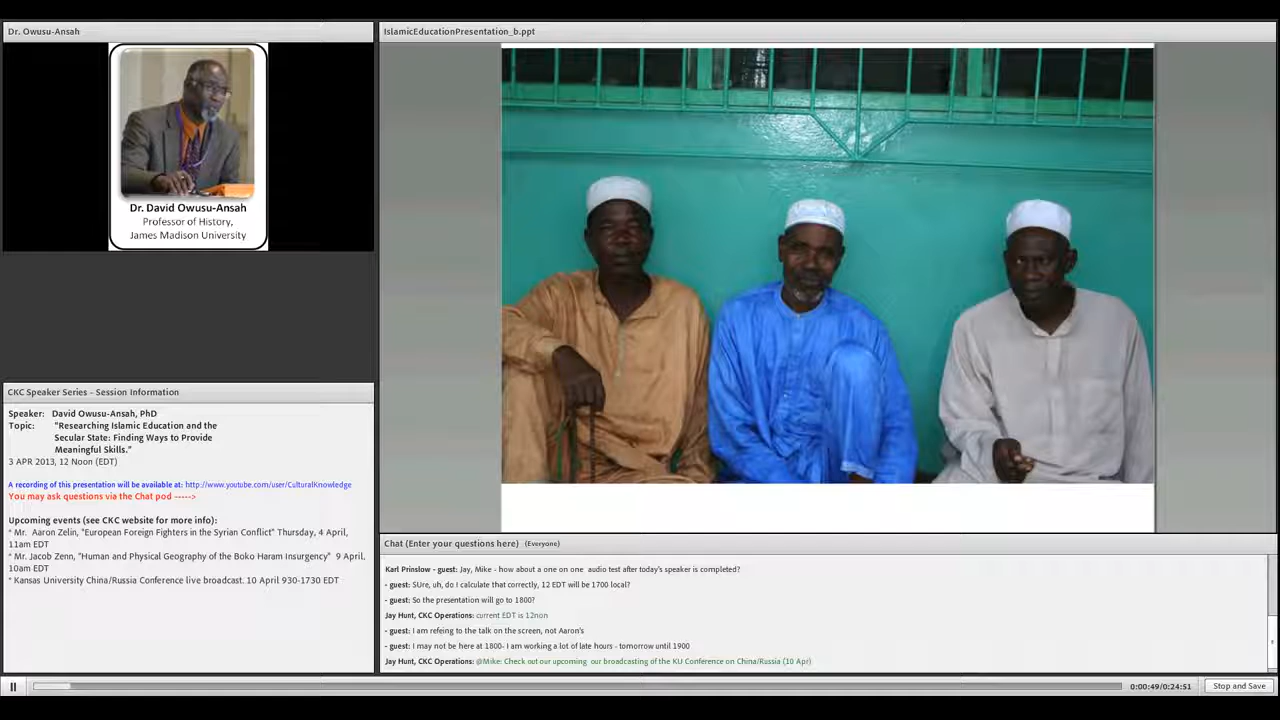 Dr. Owusu-Ansah
Dr. David Owusu-Ansah
Professor of History,
James Madison University
CKC Speaker Series - Session Information
Speaker: David Owusu-Ansah, PhD
Topic: "Researching Islamic Education and the
Secular State: Finding Ways to Provide
Meaningful Skills."
3 APR 2013, 12 Noon (EDT)
A recording of this presentation will be available at: http://www.youtube.com/user/CulturalKnowledge
You may ask questions via the Chat pod ----->
Upcoming events (see CKC website for more info):
* Mr. Aaron Zelin, "European Foreign Fighters in the Syrian Conflict" Thursday, 4 April,
11am EDT
* Mr. Jacob Zenn, "Human and Physical Geography of the Boko Haram Insurgency" 9 April,
10am EDT
* Kansas University China/Russia Conference live broadcast. 10 April 930-1730 EDT
IslamicEducationPresentation_b.ppt
Chat (Enter your questions here) (Everyone)
Karl Prinslow - guest: Jay, Mike - how about a one on one audio test after today's speaker is completed?
- guest: SUre, uh, do I calculate that correctly, 12 EDT will be 1700 local?
- guest: So the presentation will go to 1800?
Jay Hunt, CKC Operations: current EDT is 12non
- guest: I am refeing to the talk on the screen, not Aaron's
- guest: I may not be here at 1800- I am working a lot of late hours - tomorrow until 1900
Jay Hunt, CKC Operations: @Mike: Check out our upcoming our broadcasting of the KU Conference on China/Russia (10 Apr)
0:00:49/0:24:51
Stop and Save